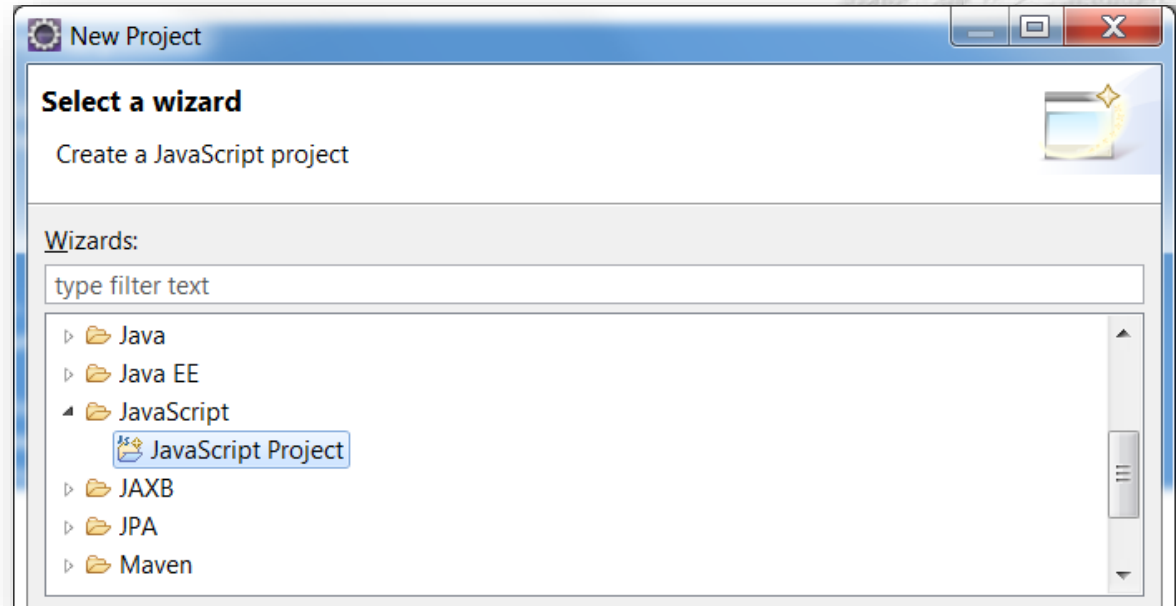 New Project
Select a wizard
Create a JavaScript project
Wizards:
type filter text
Java
Java EE
JavaScript
JavaScript Project
JAXB
JPA
Maven